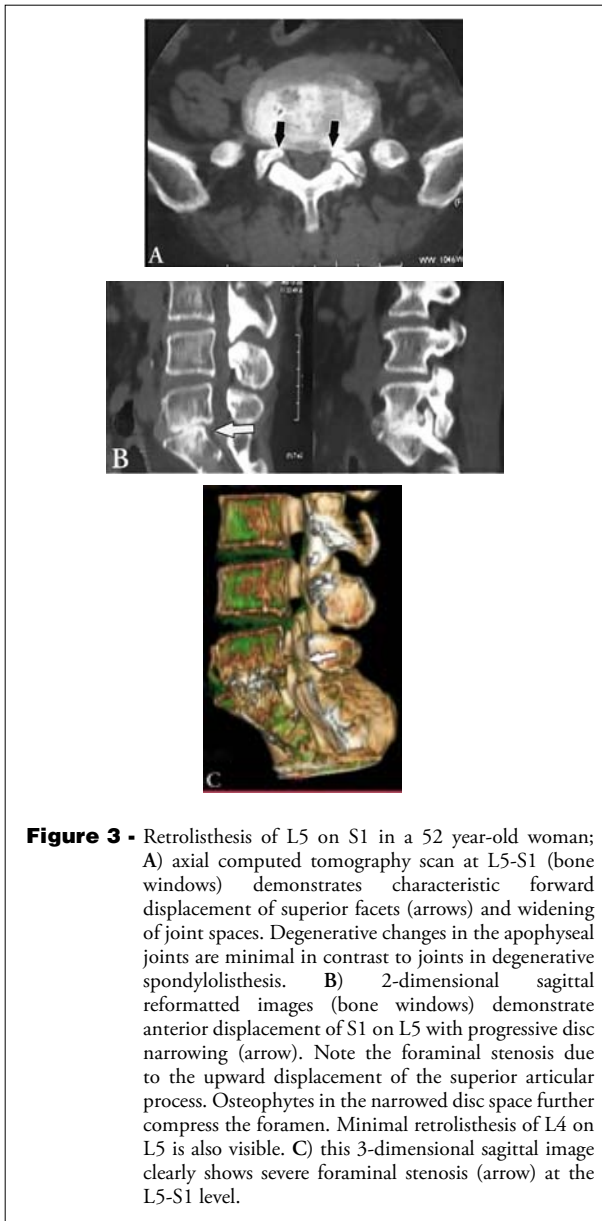 A
WW 1046W
B
C
Figure 3 - Retrolisthesis of L5 on S1 in a 52 year-old woman;
A) axial computed tomography scan at L5-S1 (bone
windows) demonstrates characteristic forward
displacement of superior facets (arrows) and widening
of joint spaces. Degenerative changes in the apophyseal
joints are minimal in contrast to joints in degenerative
spondylolisthesis. B) 2-dimensional sagittal
reformatted images (bone windows) demonstrate
anterior displacement of S1 on L5 with progressive disc
narrowing (arrow). Note the foraminal stenosis due
to the upward displacement of the superior articular
process. Osteophytes in the narrowed disc space further
compress the foramen. Minimal retrolisthesis of L4 on
L5 is also visible. C) this 3-dimensional sagittal image
clearly shows severe foraminal stenosis (arrow) at the
L5-S1 level.